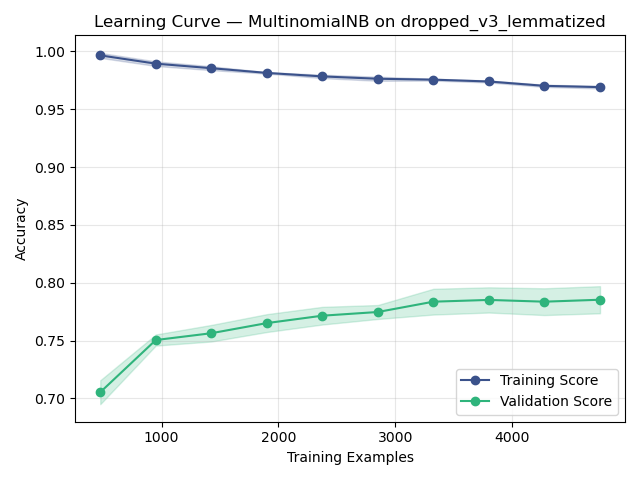 Learning Curve — MultinomialNB on dropped_v3_lemmatized
1.00
0.95
0.90
0.85
0.80
0.75
0.70
Accuracy
1000
2000
3000
4000
Training Examples
Training Score
Validation Score